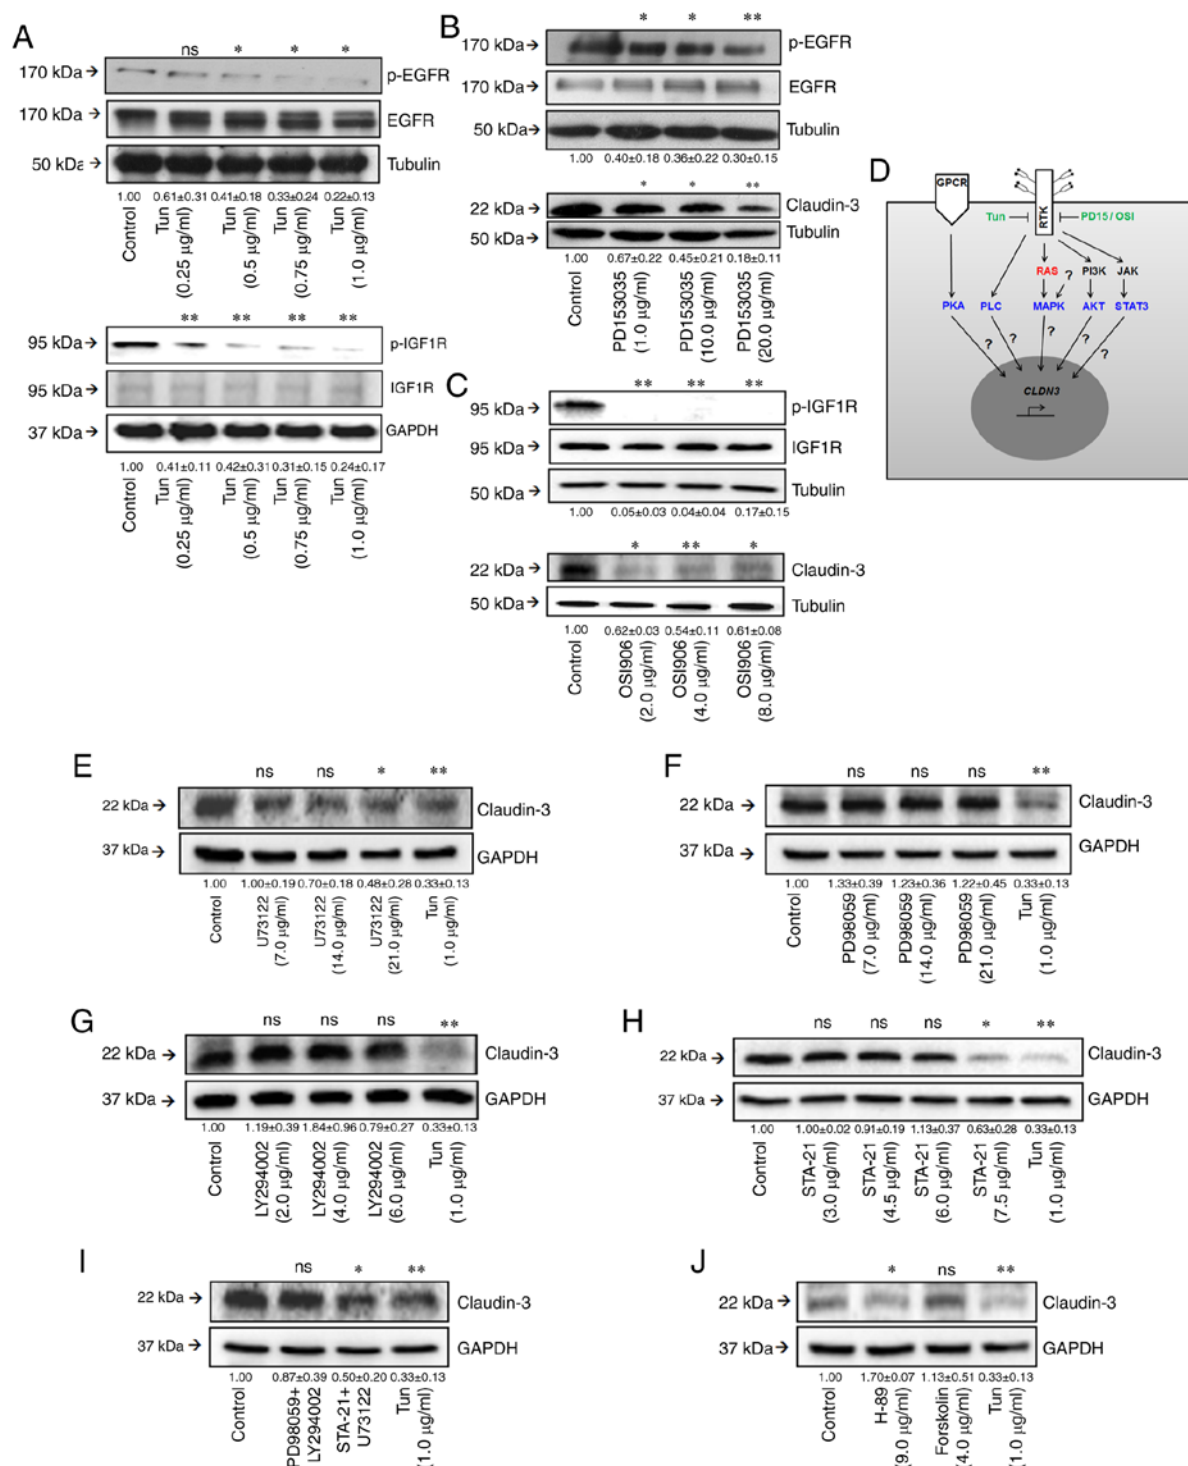 A
ns * * *
170 kDa→ p-EGFR
170 kDa→ EGFR
50 kDa→ Tubulin
1.00 0.61±0.31 0.41±0.18 0.33±0.24 0.22±0.13
Control
Tun
(0.25 μg/ml)
Tun
(0.5 μg/ml)
Tun
(0.75 μg/ml)
Tun
(1.0 μg/ml)
** ** ** **
95 kDa→ p-IGF1R
95 kDa→ IGF1R
37 kDa→ GAPDH
1.00 0.41±0.11 0.42±0.31 0.31±0.15 0.24±0.17
Control
Tun
(0.25 μg/ml)
Tun
(0.5 μg/ml)
Tun
(0.75 μg/ml)
Tun
(1.0 μg/ml)
B
* * **
170 kDa→ p-EGFR
170 kDa→ EGFR
50 kDa→ Tubulin
1.00 0.40±0.18 0.36±0.22 0.30±0.15
* * **
22 kDa→ Claudin-3
50 kDa→ Tubulin
1.00 0.67±0.22 0.45±0.21 0.18±0.11
Control
PD153035
(1.0 μg/ml)
PD153035
(10.0 μg/ml)
PD153035
(20.0 μg/ml)
C
** ** **
95 kDa→ p-IGF1R
95 kDa→ IGF1R
50 kDa→ Tubulin
1.00 0.05±0.03 0.04±0.04 0.17±0.15
* ** *
22 kDa→ Claudin-3
50 kDa→ Tubulin
1.00 0.62±0.03 0.54±0.11 0.61±0.08
Control
OSI906
(2.0 μg/ml)
OSI906
(4.0 μg/ml)
OSI906
(8.0 μg/ml)
D
GPCR
RTK
Tun PD15/OSI
RAS ? PI3K JAK
PKA PLC MAPK AKT STAT3
? ? ? ? ?
CLDN3
E
ns ns * **
22 kDa→ Claudin-3
37 kDa→ GAPDH
1.00 1.00±0.19 0.70±0.18 0.48±0.28 0.33±0.13
Control
U73122
(7.0 μg/ml)
U73122
(14.0 μg/ml)
U73122
(21.0 μg/ml)
Tun
(1.0 μg/ml)
F
ns ns ns **
22 kDa→ Claudin-3
37 kDa→ GAPDH
1.00 1.33±0.39 1.23±0.36 1.22±0.45 0.33±0.13
Control
PD98059
(7.0 μg/ml)
PD98059
(14.0 μg/ml)
PD98059
(21.0 μg/ml)
Tun
(1.0 μg/ml)
G
ns ns ns **
22 kDa→ Claudin-3
37 kDa→ GAPDH
1.00 1.19±0.39 1.84±0.96 0.79±0.27 0.33±0.13
Control
LY294002
(2.0 μg/ml)
LY294002
(4.0 μg/ml)
LY294002
(6.0 μg/ml)
Tun
(1.0 μg/ml)
H
ns ns ns * **
22 kDa→ Claudin-3
37 kDa→ GAPDH
1.00 1.00±0.02 0.91±0.19 1.13±0.37 0.63±0.28 0.33±0.13
Control
STA-21
(3.0 μg/ml)
STA-21
(4.5 μg/ml)
STA-21
(6.0 μg/ml)
STA-21
(7.5 μg/ml)
Tun
(1.0 μg/ml)
I
ns * **
22 kDa→ Claudin-3
37 kDa→ GAPDH
1.00 0.87±0.39 0.50±0.20 0.33±0.13
Control
PD98059+
LY294002
STA-21+
U73122
Tun
(1.0 μg/ml)
J
* ns **
22 kDa→ Claudin-3
37 kDa→ GAPDH
1.00 1.70±0.07 1.13±0.51 0.33±0.13
Control
H-89
(9.0 μg/ml)
Forskolin
(4.0 μg/ml)
Tun
(1.0 μg/ml)